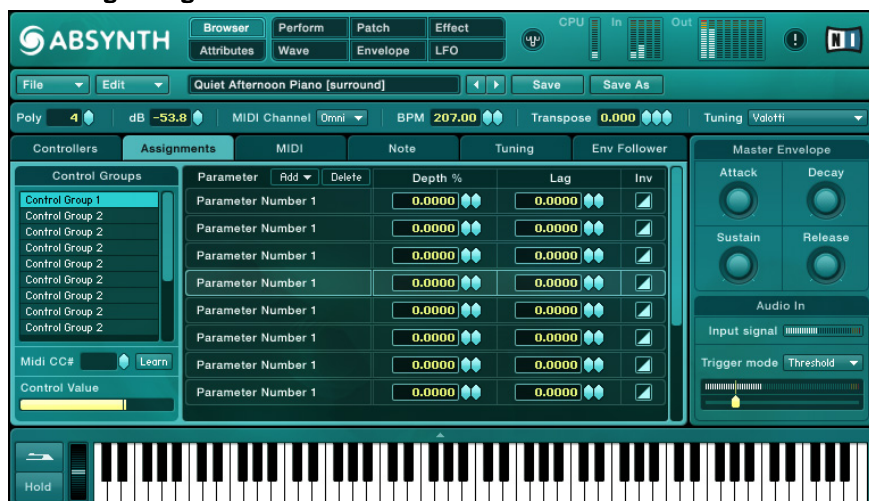 ABSYNTH
Browser Perform Patch Effect
Attributes Wave Envelope LFO
CPU In Out
!
NI
File Edit Quiet Afternoon Piano [surround] Save Save As
Poly 4 dB -53.8 MIDI Channel Omni BPM 207.00 Transpose 0.000 Tuning Valotti
Controllers Assignments MIDI Note Tuning Env Follower
Control Groups
Control Group 1
Control Group 2
Control Group 2
Control Group 2
Control Group 2
Control Group 2
Control Group 2
Control Group 2
Control Group 2
Midi CC# Learn
Control Value
Parameter Add Delete Depth % Lag Inv
Parameter Number 1 0.0000 0.0000
Parameter Number 1 0.0000 0.0000
Parameter Number 1 0.0000 0.0000
Parameter Number 1 0.0000 0.0000
Parameter Number 1 0.0000 0.0000
Parameter Number 1 0.0000 0.0000
Parameter Number 1 0.0000 0.0000
Parameter Number 1 0.0000 0.0000
Master Envelope
Attack Decay
Sustain Release
Audio In
Input signal
Trigger mode Threshold
Hold